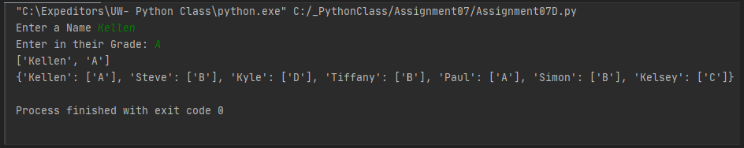 "C:\Expeditors\UW- Python Class\python.exe" C:/_PythonClass/Assignment07/Assignment07D.py
Enter a Name Kellen
Enter in their Grade: A
['Kellen', 'A']
{'Kellen': ['A'], 'Steve': ['B'], 'Kyle': ['D'], 'Tiffany': ['B'], 'Paul': ['A'], 'Simon': ['B'], 'Kelsey': ['C']}
Process finished with exit code 0